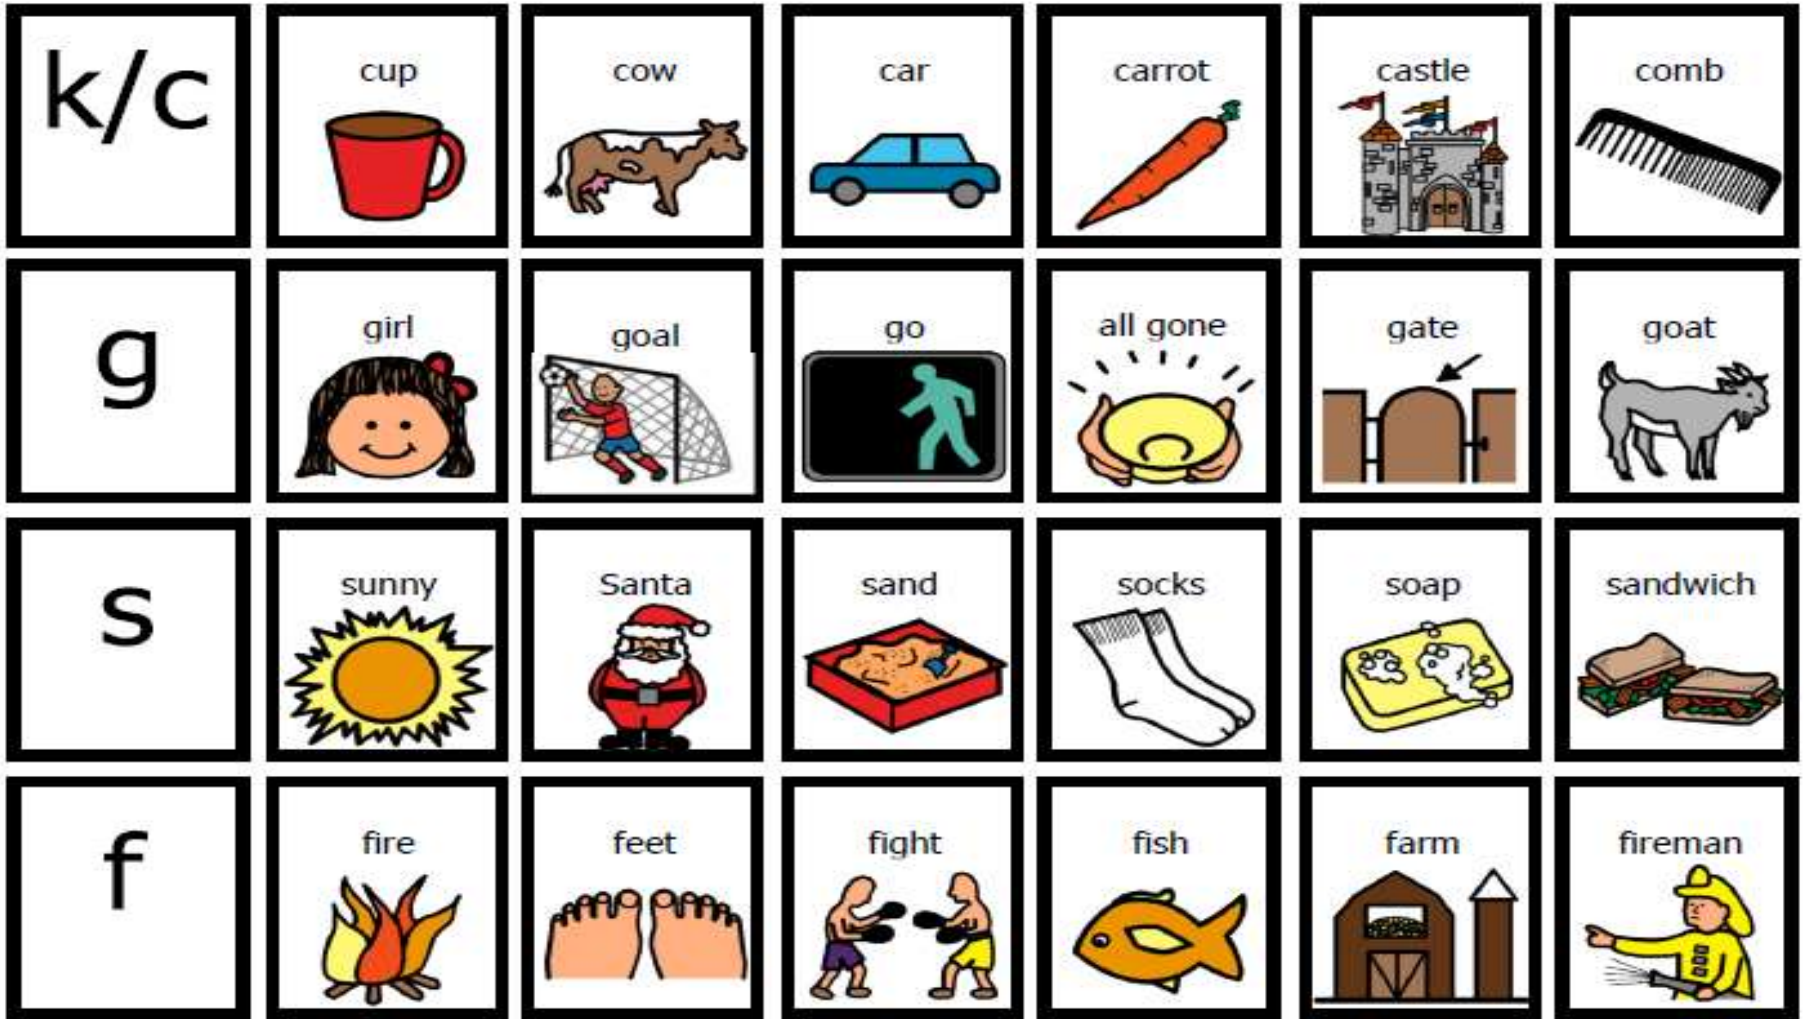 k/c cup cow car carrot castle comb
g girl goal go all gone gate goat
s sunny Santa sand socks soap sandwich
f fire feet fight fish farm fireman